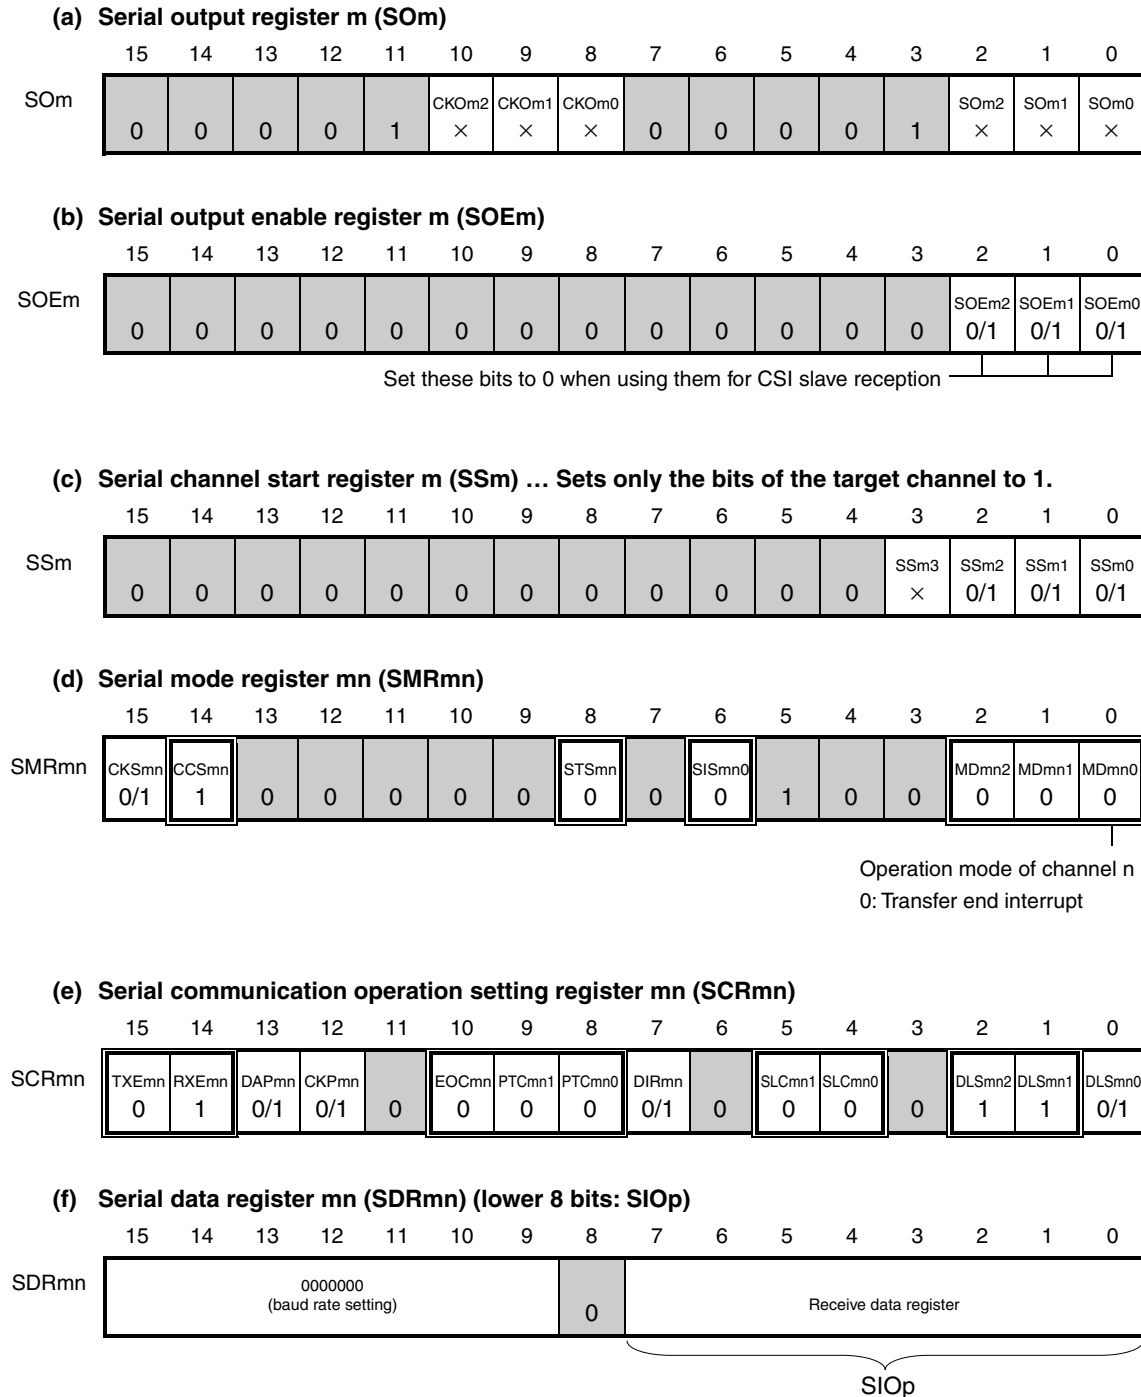 (a) Serial output register m (SOm)
15 14 13 12 11 10 9 8 7 6 5 4 3 2 1 0
SOm
CKOm2 CKOm1 CKOm0 SOm2 SOm1 SOm0
0 0 0 0 1 × × × 0 0 0 0 1 × × ×
(b) Serial output enable register m (SOEm)
15 14 13 12 11 10 9 8 7 6 5 4 3 2 1 0
SOEm
SOEm2 SOEm1 SOEm0
0 0 0 0 0 0 0 0 0 0 0 0 0 0/1 0/1 0/1
Set these bits to 0 when using them for CSI slave reception
(c) Serial channel start register m (SSm) … Sets only the bits of the target channel to 1.
15 14 13 12 11 10 9 8 7 6 5 4 3 2 1 0
SSm
SSm3 SSm2 SSm1 SSm0
0 0 0 0 0 0 0 0 0 0 0 0 × 0/1 0/1 0/1
(d) Serial mode register mn (SMRmn)
15 14 13 12 11 10 9 8 7 6 5 4 3 2 1 0
SMRmn
CKSmn CCSmn STSmn SISmn0 MDmn2 MDmn1 MDmn0
0/1 1 0 0 0 0 0 0 0 0 1 0 0 0 0 0
Operation mode of channel n
0: Transfer end interrupt
(e) Serial communication operation setting register mn (SCRmn)
15 14 13 12 11 10 9 8 7 6 5 4 3 2 1 0
SCRmn
TXEmn RXEmn DAPmn CKPmn EOCmn PTCmn1 PTCmn0 DIRmn SLCmn1 SLCmn0 DLSmn2 DLSmn1 DLSmn0
0 1 0/1 0/1 0 0 0 0 0/1 0 0 0 0 1 1 0/1
(f) Serial data register mn (SDRmn) (lower 8 bits: SIOp)
15 14 13 12 11 10 9 8 7 6 5 4 3 2 1 0
SDRmn
0000000
(baud rate setting)
0
Receive data register
SIOp